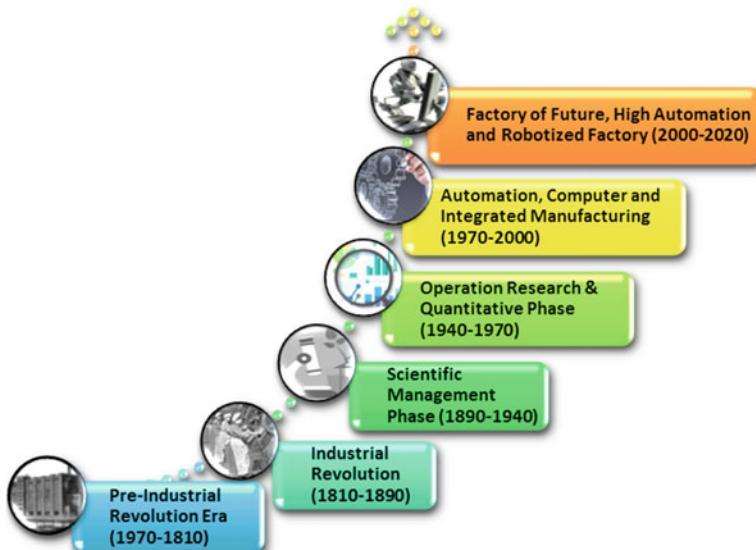 Factory of Future, High Automation
and Robotized Factory (2000-2020)
Automation, Computer and
Integrated Manufacturing
(1970-2000)
Operation Research &
Quantitative Phase
(1940-1970)
Scientific
Management
Phase (1890-1940)
Industrial
Revolution
(1810-1890)
Pre-Industrial
Revolution Era
(1970-1810)